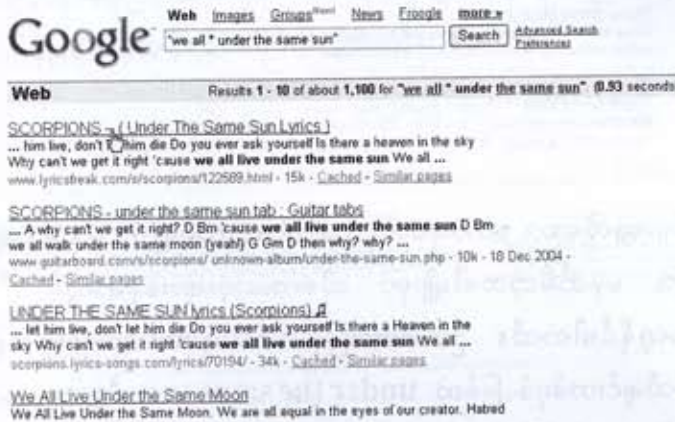 Google
Web Images Groups News Froogle more »
"we all * under the same sun" Search Advanced Search
Preferences
Web Results 1 - 10 of about 1,100 for "we all * under the same sun". (0.93 seconds
SCORPIONS - ( Under The Same Sun Lyrics )
... him live, don't him die Do you ever ask yourself Is there a heaven in the sky
Why can't we get it right 'cause we all live under the same sun We all ...
www.lyricsfreak.com/s/scorpions/122589.html - 15k - Cached - Similar pages
SCORPIONS - under the same sun tab : Guitar tabs
... A why can't we get it right? D Bm 'cause we all live under the same sun D Bm
we all walk under the same moon (yeah!) G Gm D then why? why? ...
www.guitarboard.com/s/scorpions/ unknown-album/under-the-same-sun.php - 10k - 18 Dec 2004 -
Cached - Similar pages
UNDER THE SAME SUN lyrics (Scorpions) ♫
... let him live, don't let him die Do you ever ask yourself Is there a Heaven in the
sky Why can't we get it right 'cause we all live under the same sun We all ...
scorpions.lyrics-songs.com/lyrics/70194/ - 34k - Cached - Similar pages
We All Live Under the Same Moon
We All Live Under the Same Moon. We are all equal in the eyes of our creator. Hatred